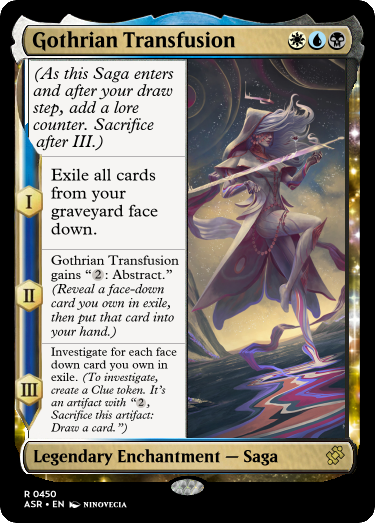 Gothrian Transfusion
(As this Saga enters
and after your draw
step, add a lore
counter. Sacrifice
after III.)
I
Exile all cards
from your
graveyard face
down.
II
Gothrian Transfusion
gains “2: Abstract.”
(Reveal a face-down
card you own in exile,
then put that card into
your hand.)
III
Investigate for each face
down card you own in
exile. (To investigate,
create a Clue token. It's
an artifact with “2,
Sacrifice this artifact:
Draw a card.”)
Legendary Enchantment — Saga
R 0450
ASR • EN NINOVECIA